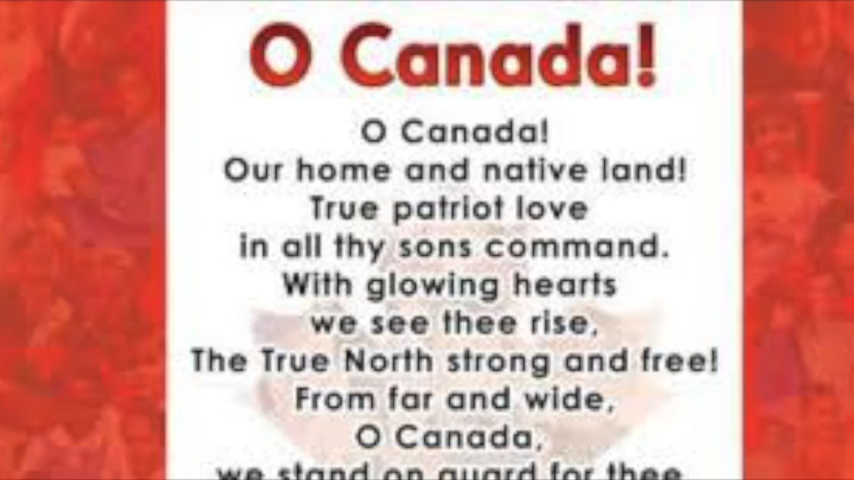 O Canada!
O Canada!
Our home and native land!
True patriot love
in all thy sons command.
With glowing hearts
we see thee rise,
The True North strong and free!
From far and wide,
O Canada,
we stand on guard for thee